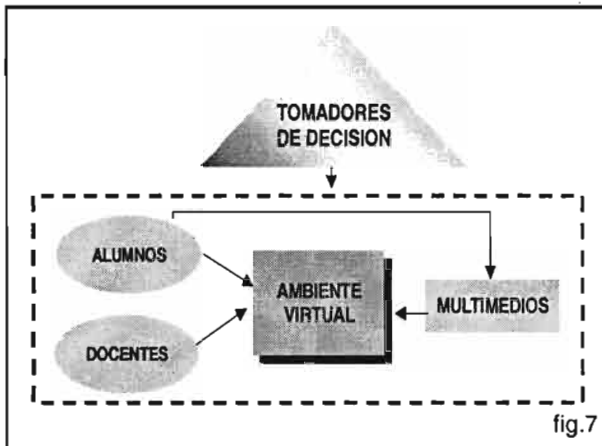 TOMADORES
DE DECISION
ALUMNOS
AMBIENTE
VIRTUAL
MULTIMEDIOS
DOCENTES
fig.7